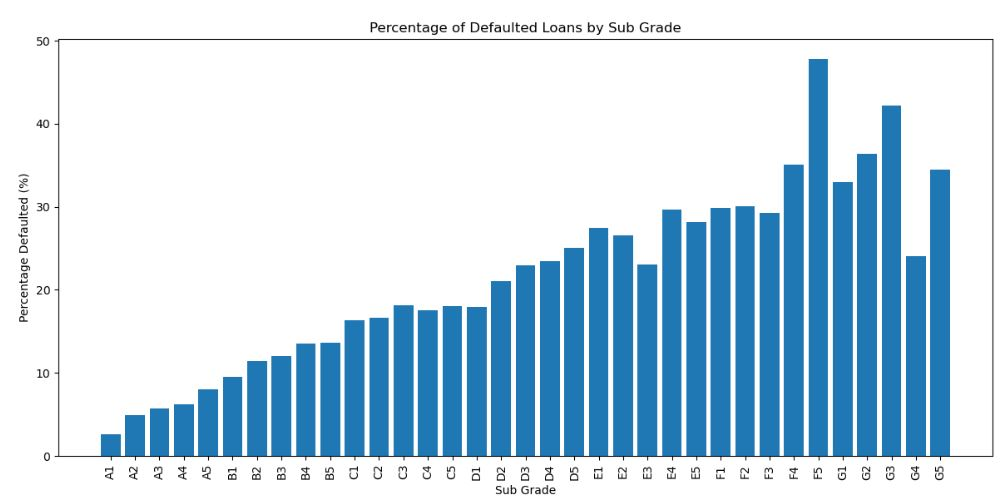 Percentage of Defaulted Loans by Sub Grade
50
40
30
20
10
0
Percentage Defaulted (%)
A1 A2 A3 A4 A5 B1 B2 B3 B4 B5 C1 C2 C3 C4 C5 D1 D2 D3 D4 D5 E1 E2 E3 E4 E5 F1 F2 F3 F4 F5 G1 G2 G3 G4 G5
Sub Grade